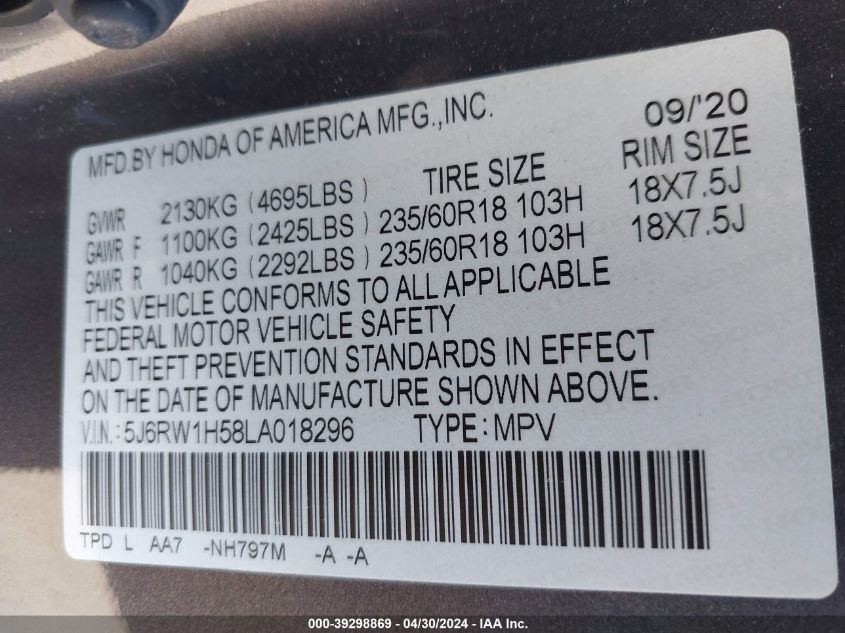 MFD.BY HONDA OF AMERICA MFG.,INC. 09/'20
TIRE SIZE RIM SIZE
GVWR 2130KG (4695LBS)
GAWR F 1100KG (2425LBS) 235/60R18 103H 18X7.5J
GAWR R 1040KG (2292LBS) 235/60R18 103H 18X7.5J
THIS VEHICLE CONFORMS TO ALL APPLICABLE
FEDERAL MOTOR VEHICLE SAFETY
AND THEFT PREVENTION STANDARDS IN EFFECT
ON THE DATE OF MANUFACTURE SHOWN ABOVE.
V.I.N.: 5J6RW1H58LA018296 TYPE: MPV
TPD L AA7 -NH797M -A -A
000-39298869 - 04/30/2024 - IAA Inc.